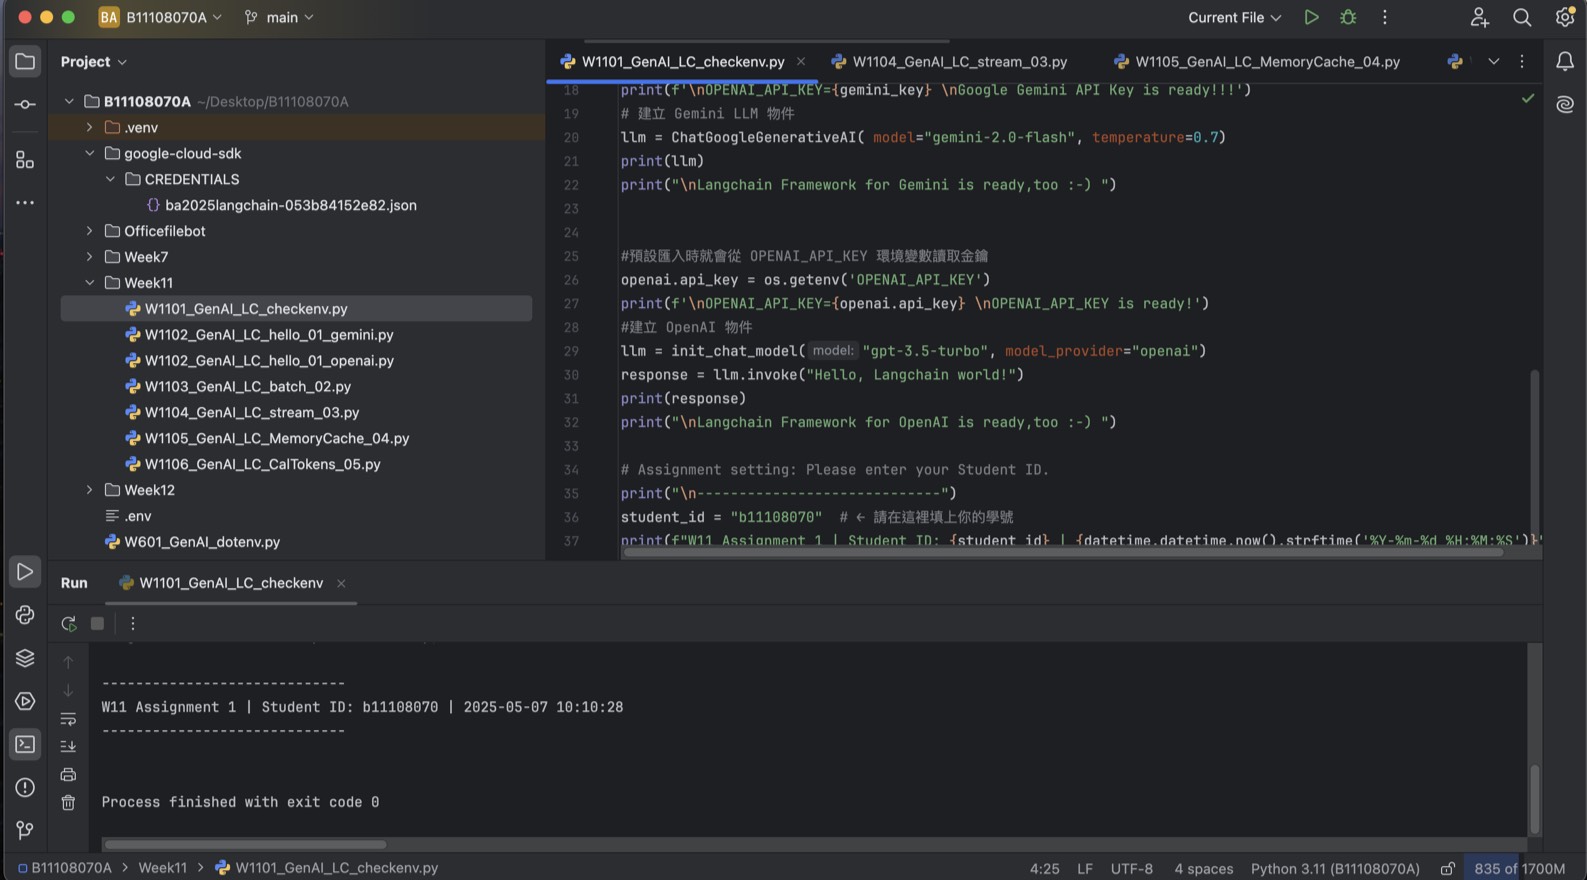 BA B11108070A main Current File
Project
B11108070A ~/Desktop/B11108070A
.venv
google-cloud-sdk
CREDENTIALS
{} ba2025langchain-053b84152e82.json
Officefilebot
Week7
Week11
W1101_GenAI_LC_checkenv.py
W1102_GenAI_LC_hello_01_gemini.py
W1102_GenAI_LC_hello_01_openai.py
W1103_GenAI_LC_batch_02.py
W1104_GenAI_LC_stream_03.py
W1105_GenAI_LC_MemoryCache_04.py
W1106_GenAI_LC_CalTokens_05.py
Week12
.env
W601_GenAI_dotenv.py
W1101_GenAI_LC_checkenv.py W1104_GenAI_LC_stream_03.py W1105_GenAI_LC_MemoryCache_04.py
18 print(f'\nOPENAI_API_KEY={gemini_key} \nGoogle Gemini API Key is ready!!!')
19 # 建立 Gemini LLM 物件
20 llm = ChatGoogleGenerativeAI( model="gemini-2.0-flash", temperature=0.7)
21 print(llm)
22 print("\nLangchain Framework for Gemini is ready,too :-) ")
23
24
25 #預設匯入時就會從 OPENAI_API_KEY 環境變數讀取金鑰
26 openai.api_key = os.getenv('OPENAI_API_KEY')
27 print(f'\nOPENAI_API_KEY={openai.api_key} \nOPENAI_API_KEY is ready!')
28 #建立 OpenAI 物件
29 llm = init_chat_model( model: "gpt-3.5-turbo", model_provider="openai")
30 response = llm.invoke("Hello, Langchain world!")
31 print(response)
32 print("\nLangchain Framework for OpenAI is ready,too :-) ")
33
34 # Assignment setting: Please enter your Student ID.
35 print("\n-----------------------------")
36 student_id = "b11108070" # ← 請在這裡填上你的學號
37 print(f"W11 Assignment 1 | Student ID: {student_id} | {datetime.datetime.now().strftime('%Y-%m-%d %H:%M:%S')}"
Run W1101_GenAI_LC_checkenv
-----------------------------
W11 Assignment 1 | Student ID: b11108070 | 2025-05-07 10:10:28
-----------------------------
Process finished with exit code 0
B11108070A > Week11 > W1101_GenAI_LC_checkenv.py 4:25 LF UTF-8 4 spaces Python 3.11 (B11108070A) 835 of 1700M